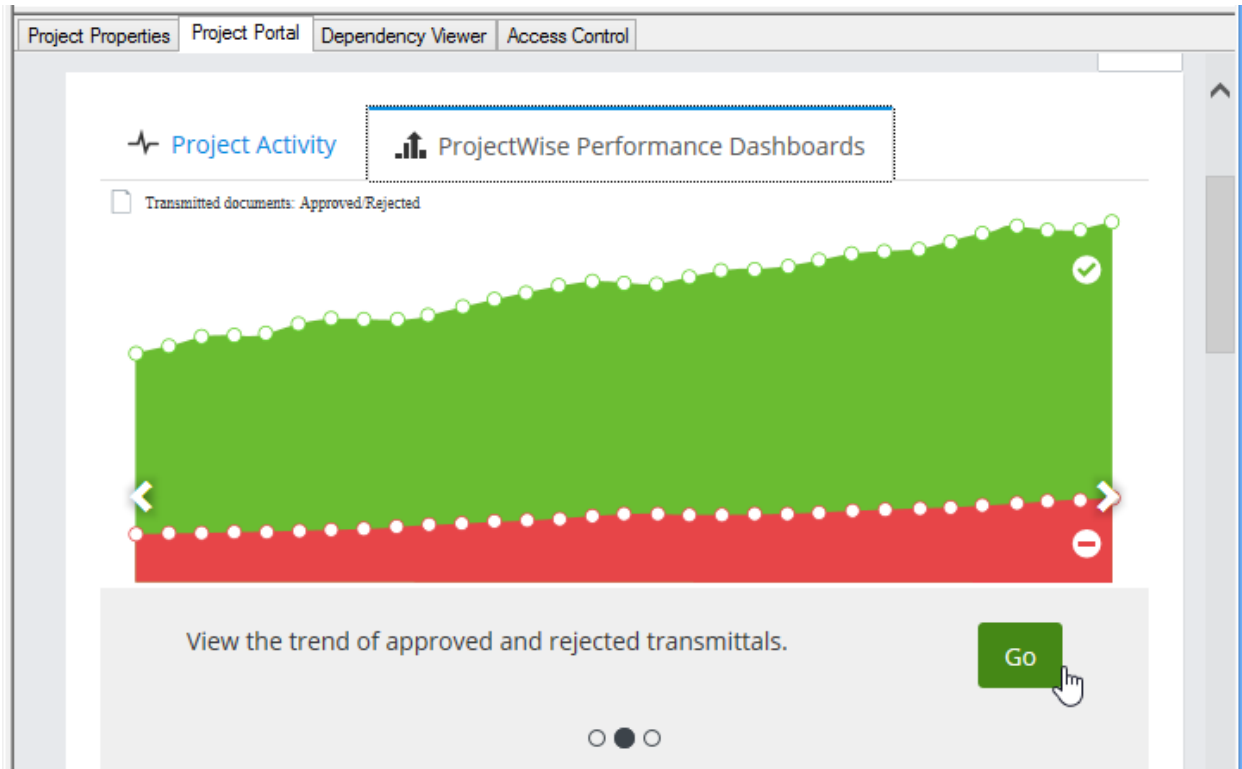 Project Properties Project Portal Dependency Viewer Access Control
Project Activity ProjectWise Performance Dashboards
Transmitted documents: Approved/Rejected
View the trend of approved and rejected transmittals.
Go